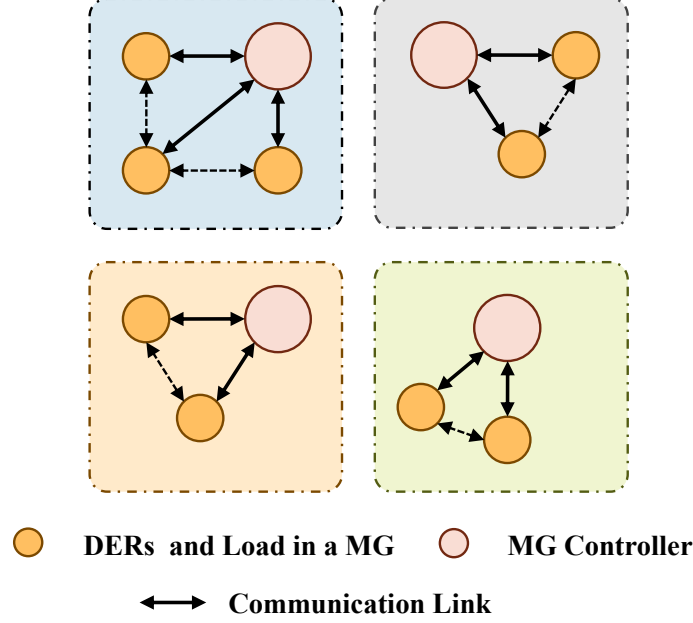 DERs and Load in a MG
MG Controller
Communication Link